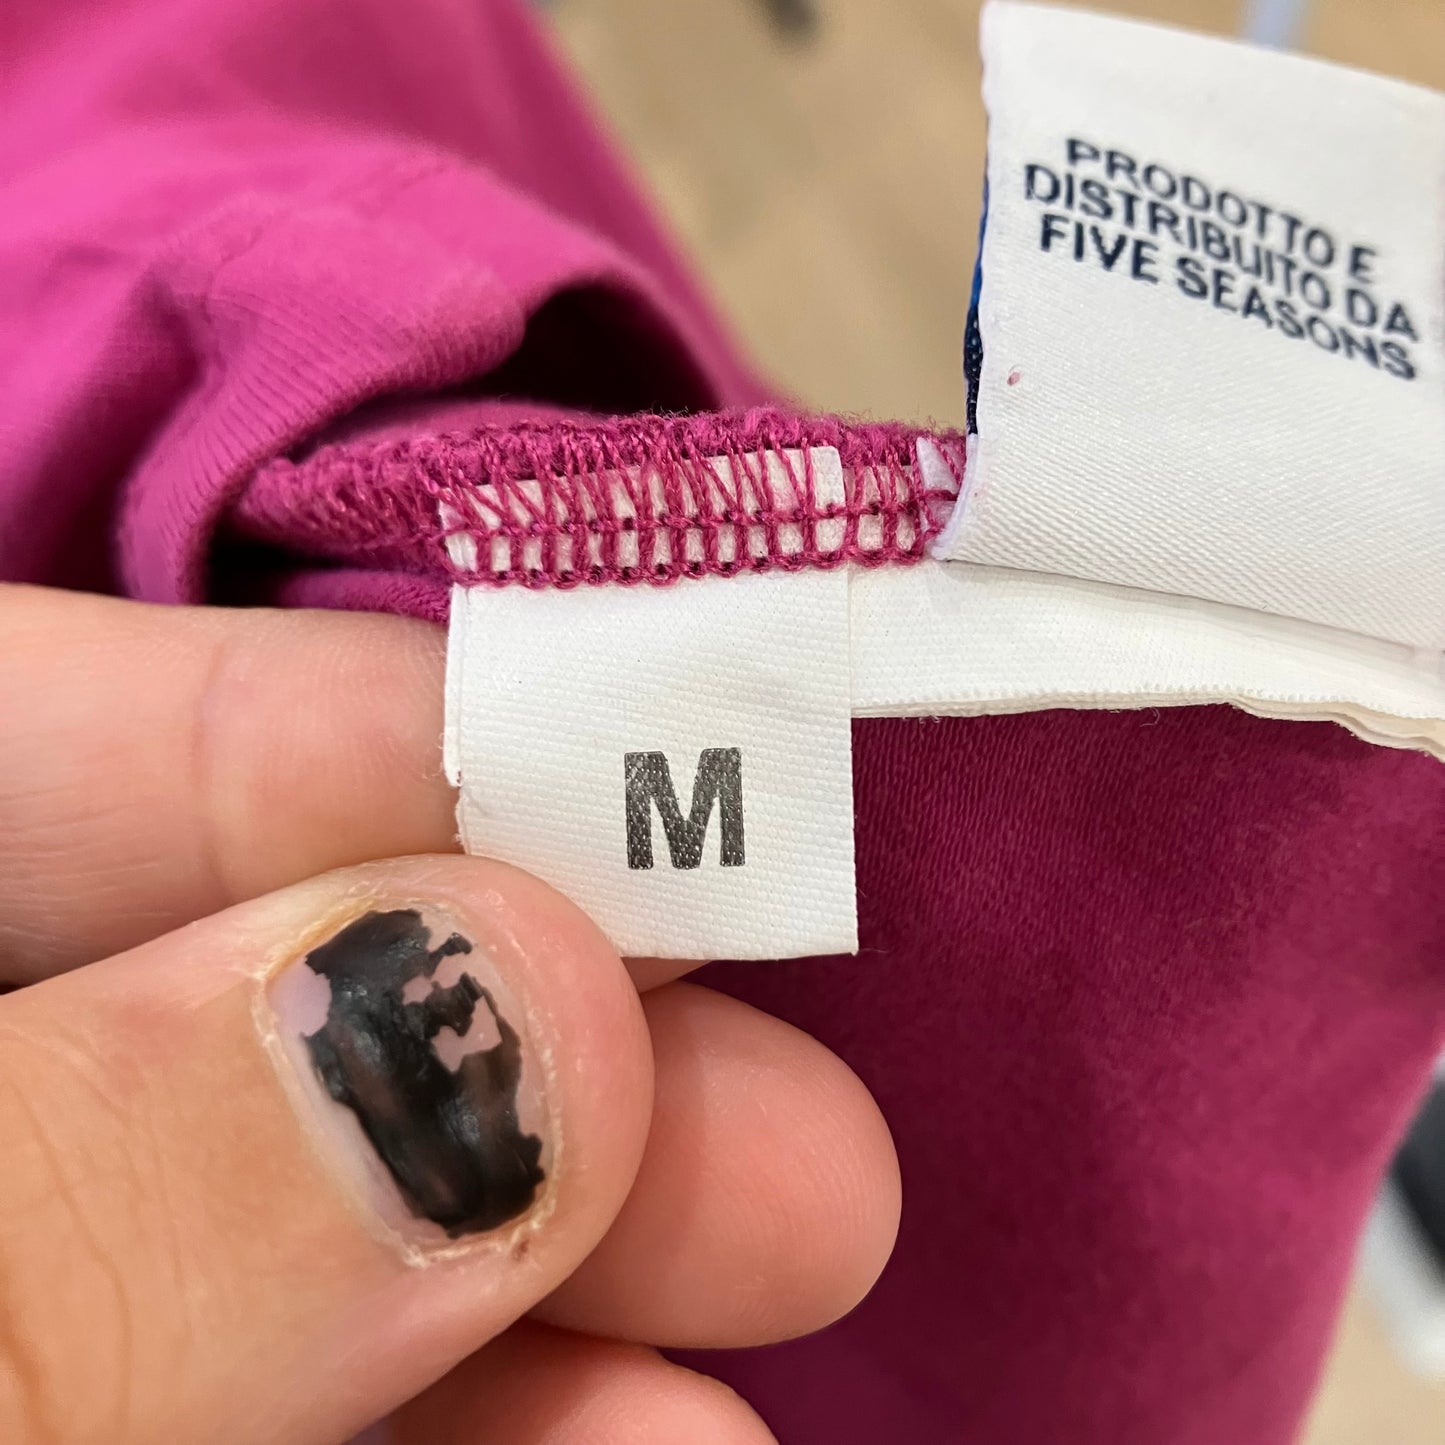 PRODOTTO E
DISTRIBUITO DA
FIVE SEASONS
M